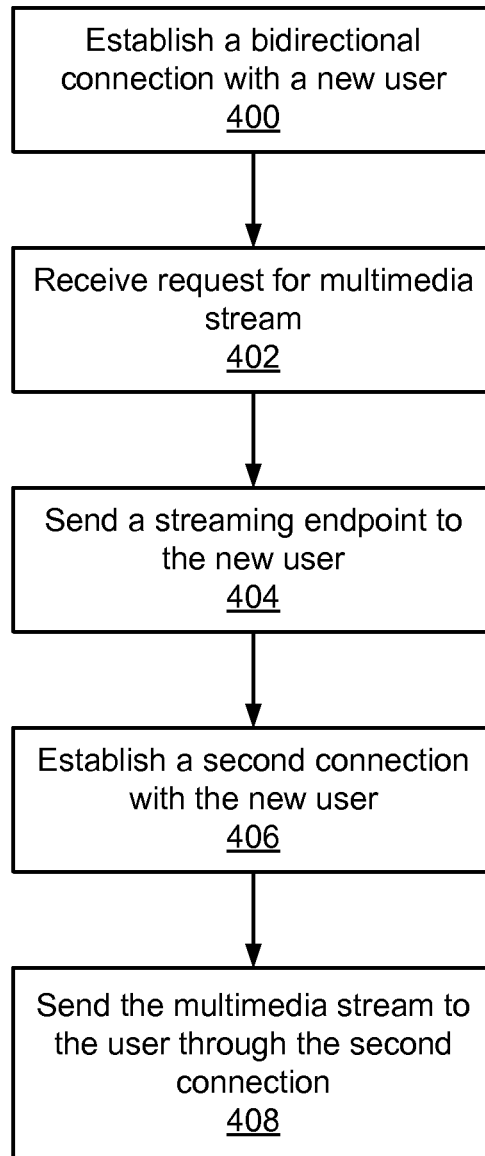 Establish a bidirectional
connection with a new user
400
Receive request for multimedia
stream
402
Send a streaming endpoint to
the new user
404
Establish a second connection
with the new user
406
Send the multimedia stream to
the user through the second
connection
408